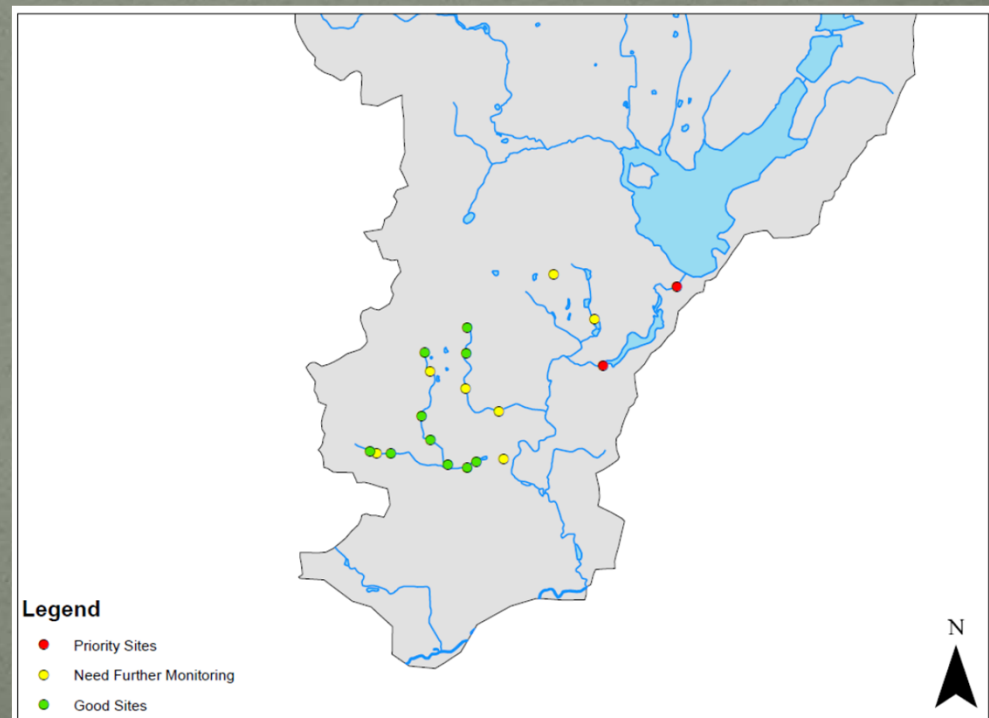 N
Legend
Priority Sites
Need Further Monitoring
Good Sites